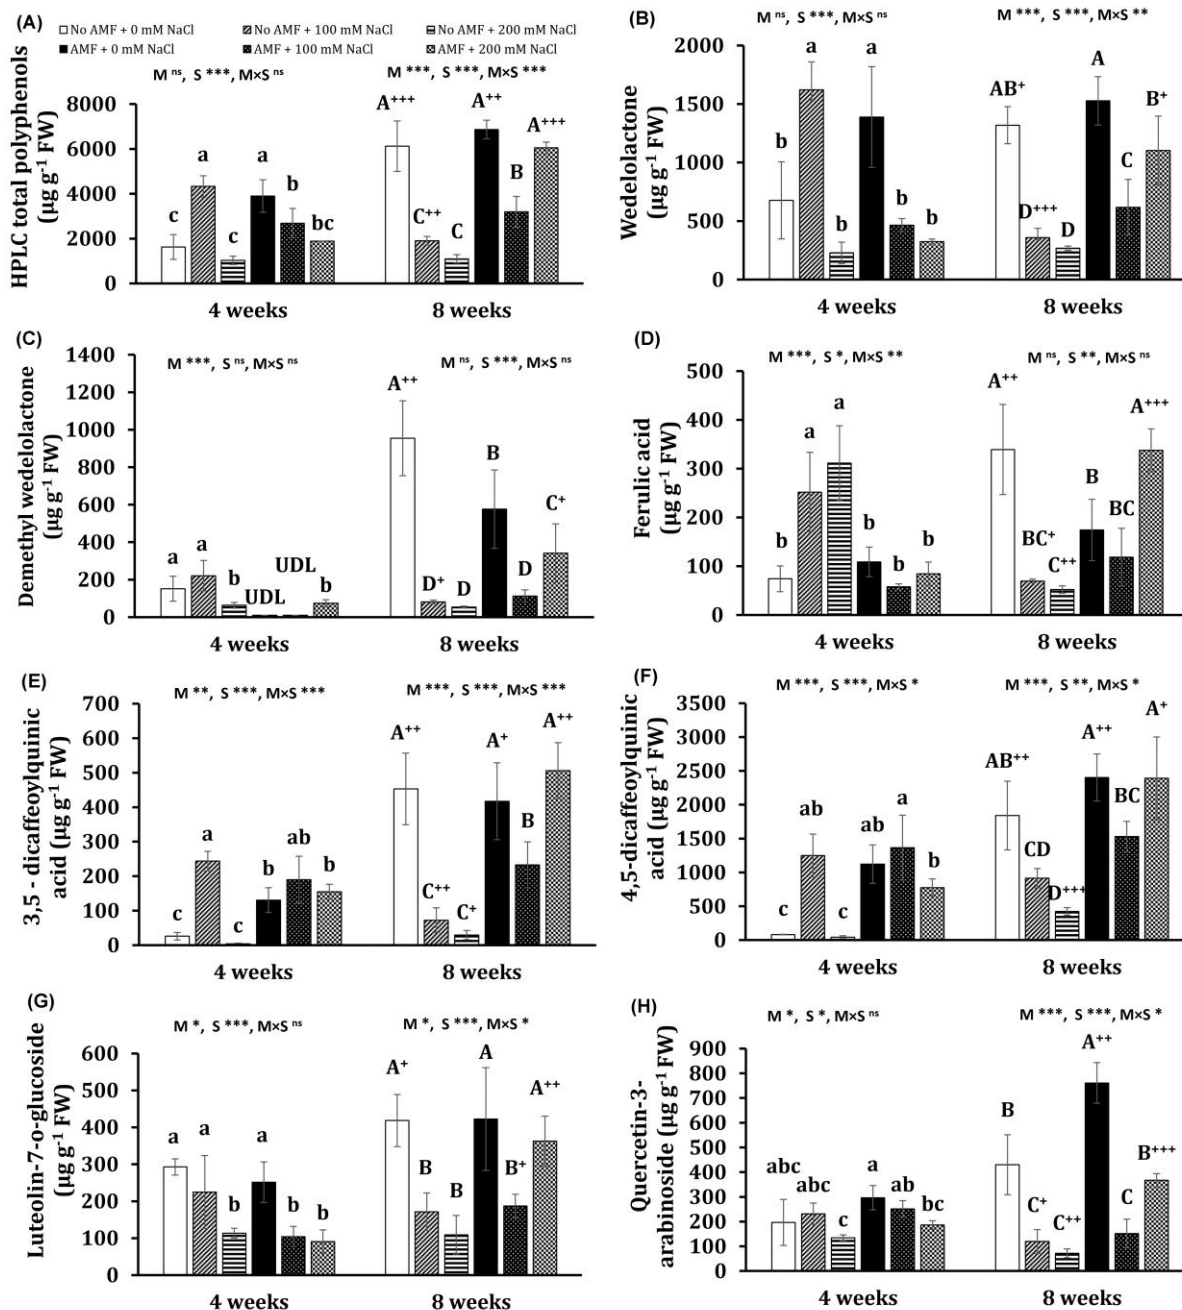 (A)
No AMF + 0 mM NaCl No AMF + 100 mM NaCl No AMF + 200 mM NaCl
AMF + 0 mM NaCl AMF + 100 mM NaCl AMF + 200 mM NaCl
M ns, S ***, M×S ns
M ***, S ***, M×S ***
HPLC total polyphenols
(µg g-1 FW)
8000
6000
4000
2000
0
c a c a b bc
A+++ C++ C A++ B A+++
4 weeks 8 weeks
(B)
M ns, S ***, M×S ns
M ***, S ***, M×S **
Wedelolactone
(µg g-1 FW)
2000
1500
1000
500
0
b a b a b b
AB+ D+++ D A C B+
4 weeks 8 weeks
(C)
M ***, S ns, M×S ns
M ns, S ***, M×S ns
Demethyl wedelolactone
(µg g-1 FW)
1400
1200
1000
800
600
400
200
0
a a b UDL UDL b
A++ D+ D B D C+
4 weeks 8 weeks
(D)
M ***, S *, M×S **
M ns, S **, M×S ns
Ferulic acid
(µg g-1 FW)
500
400
300
200
100
0
b a a b b b
A++ BC+ C++ B BC A+++
4 weeks 8 weeks
(E)
M **, S ***, M×S ***
M ***, S ***, M×S ***
3,5 - dicaffeoylquinic
acid (µg g-1 FW)
700
600
500
400
300
200
100
0
c a c b ab b
A++ C++ C+ A+ B A++
4 weeks 8 weeks
(F)
M ***, S ***, M×S *
M ***, S **, M×S *
4,5-dicaffeoylquinic
acid (µg g-1 FW)
3500
3000
2500
2000
1500
1000
500
0
c ab c ab a b
AB++ CD D+++ A++ BC A+
4 weeks 8 weeks
(G)
M *, S ***, M×S ns
M *, S ***, M×S *
Luteolin-7-o-glucoside
(µg g-1 FW)
600
500
400
300
200
100
0
a a b a b b
A+ B B A B+ A++
4 weeks 8 weeks
(H)
M *, S *, M×S ns
M ***, S ***, M×S *
Quercetin-3-
arabinoside (µg g-1 FW)
900
800
700
600
500
400
300
200
100
0
abc abc c a ab bc
B C+ C++ A++ C B+++
4 weeks 8 weeks